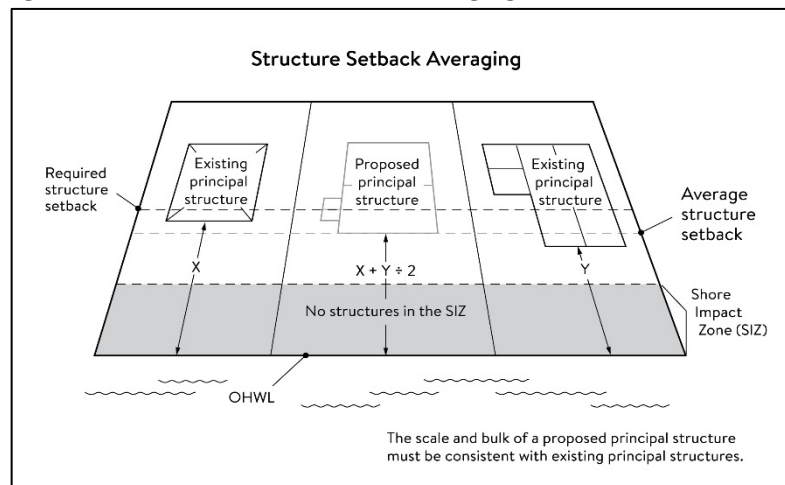 Structure Setback Averaging
Required
structure
setback
Existing
principal
structure
Proposed
principal
structure
Existing
principal
structure
Average
structure
setback
X
X + Y ÷ 2
Y
No structures in the SIZ
Shore
Impact
Zone (SIZ)
OHWL
The scale and bulk of a proposed principal structure
must be consistent with existing principal structures.